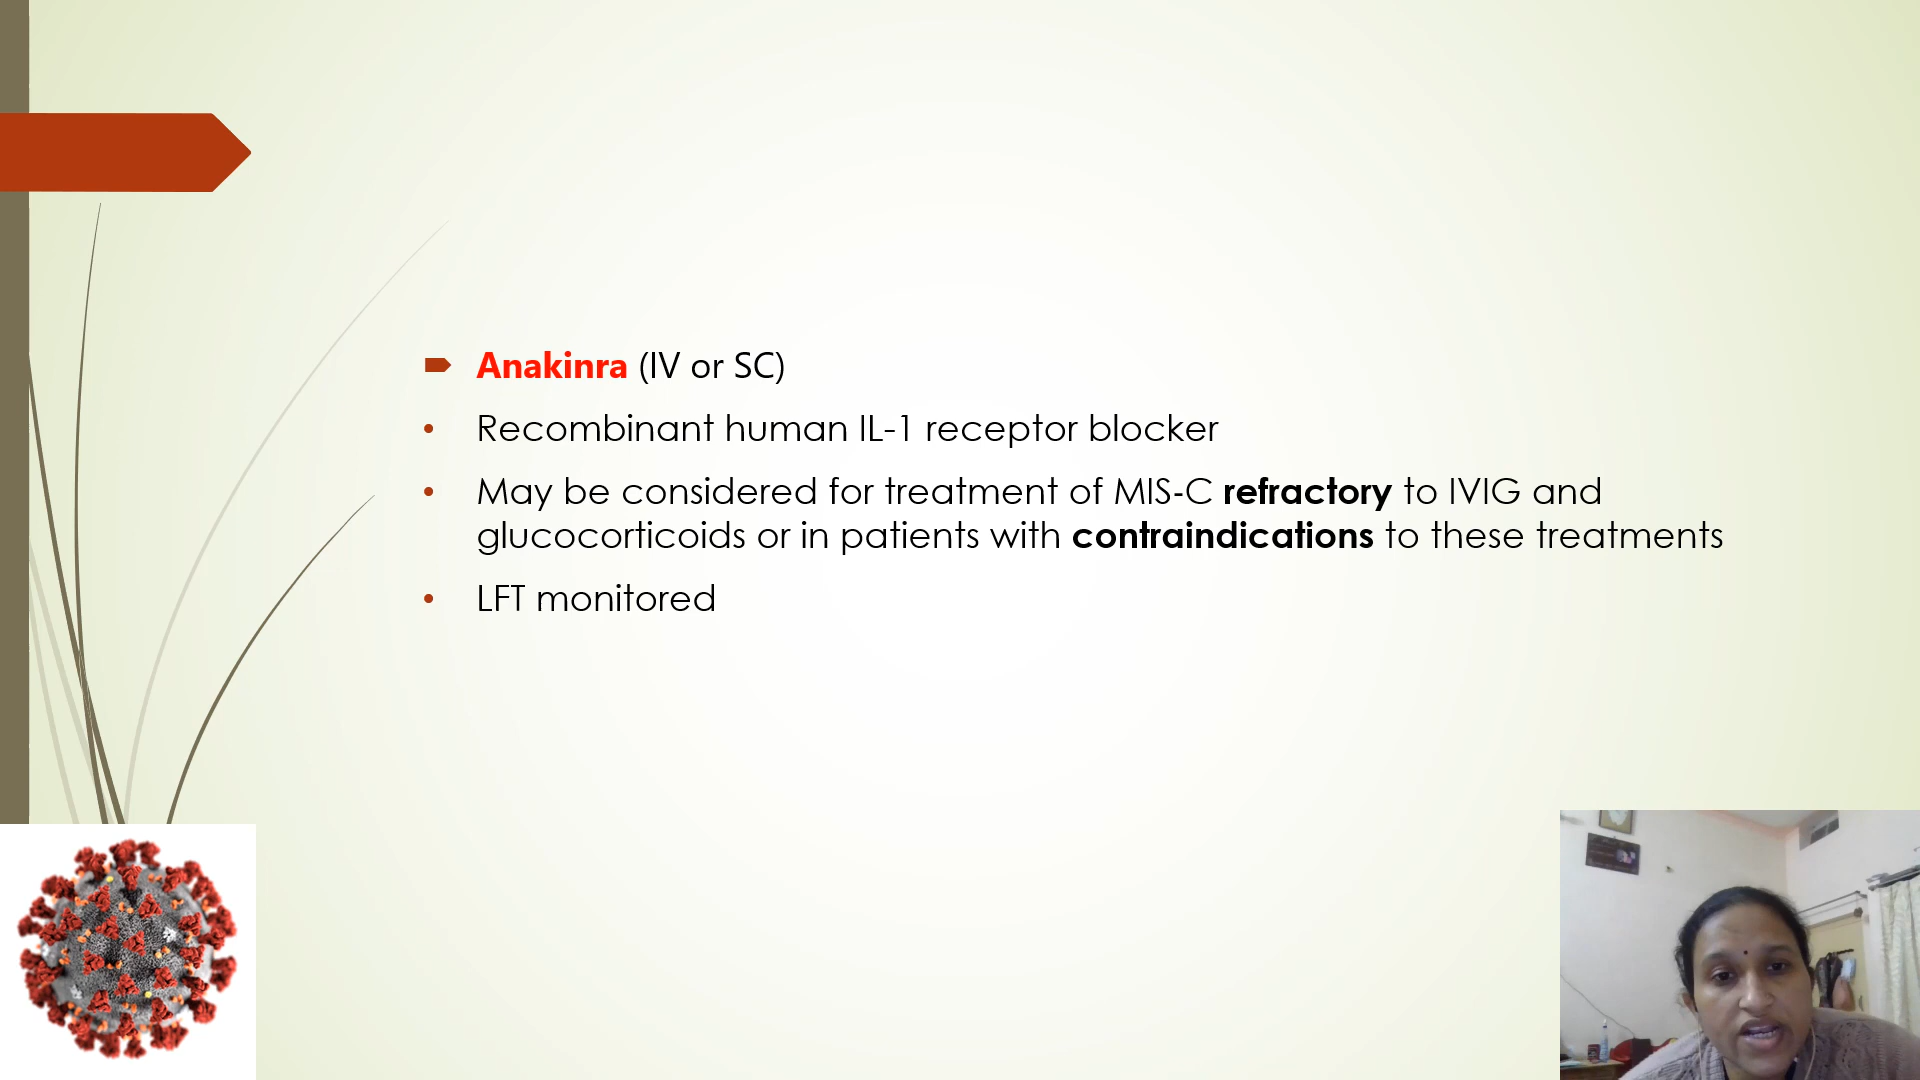 Anakinra (IV or SC)
Recombinant human IL-1 receptor blocker
May be considered for treatment of MIS-C refractory to IVIG and
glucocorticoids or in patients with contraindications to these treatments
LFT monitored